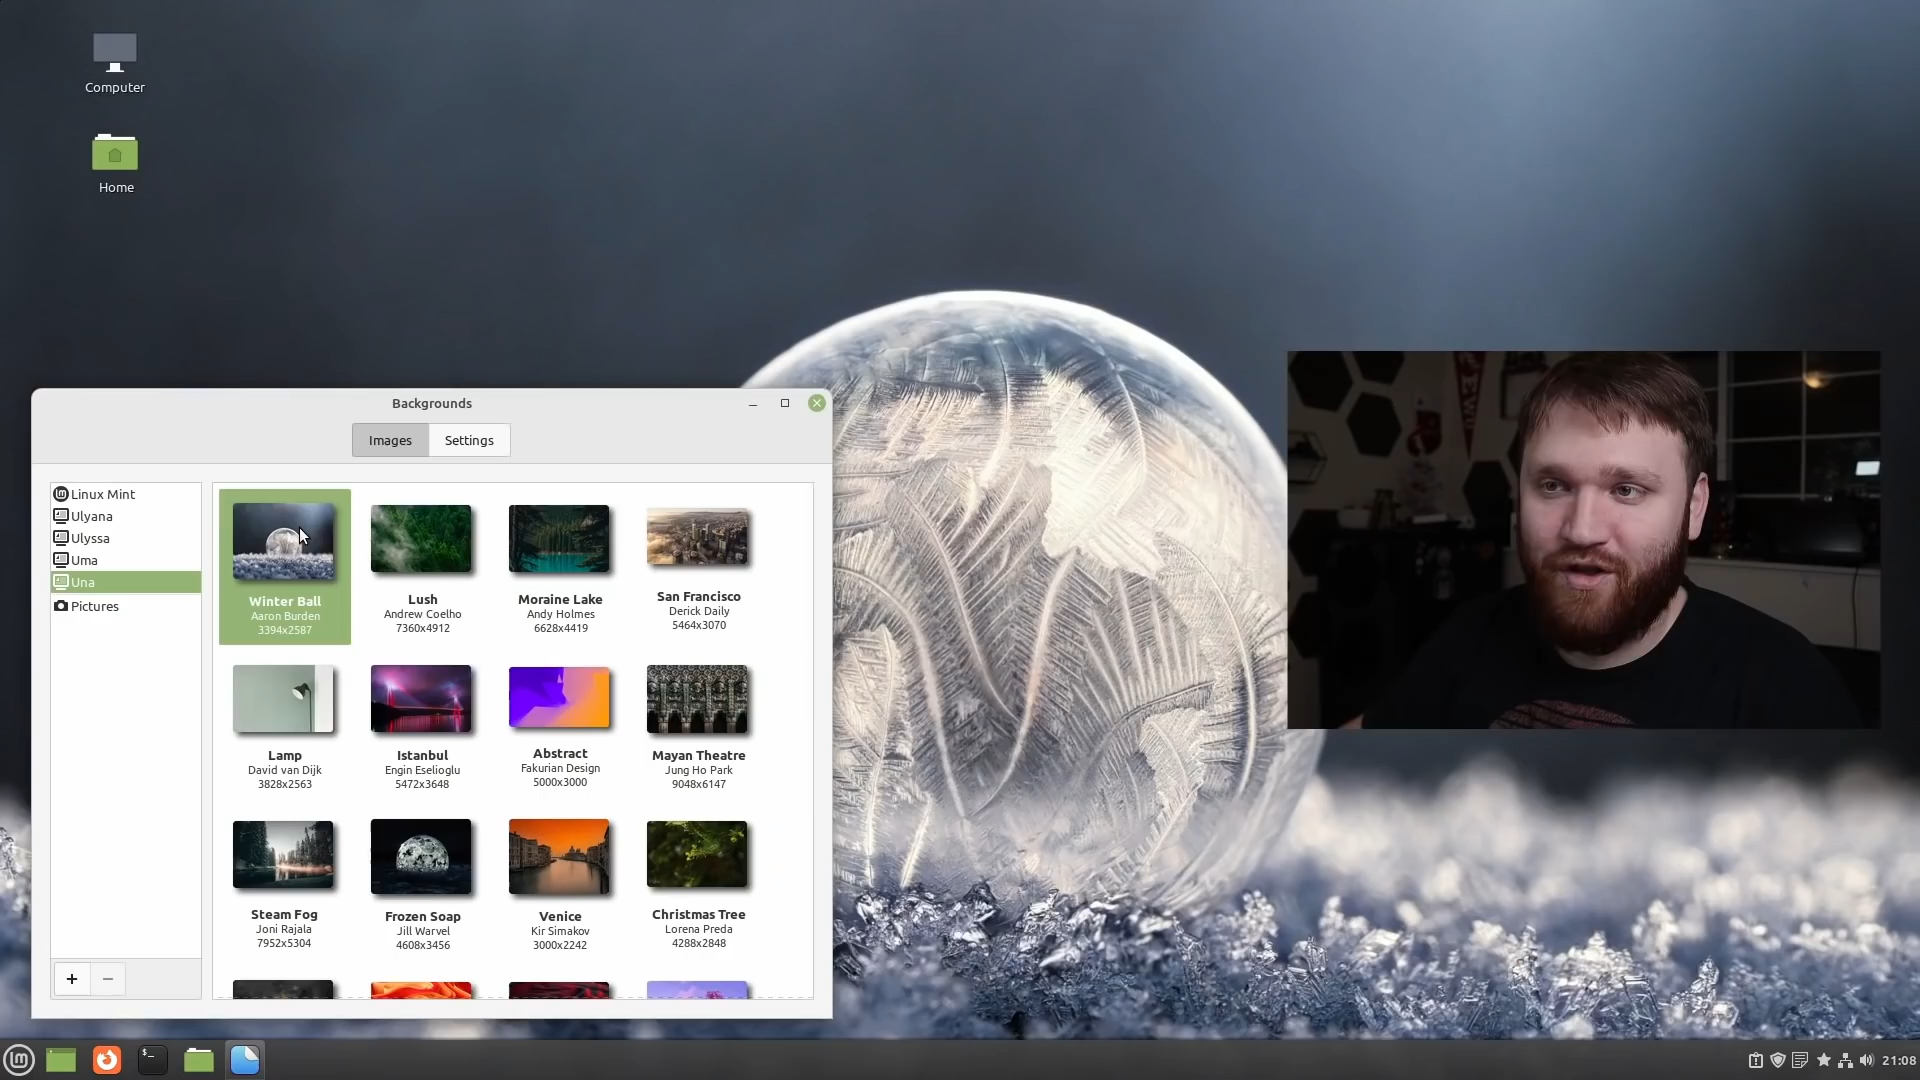 Computer
Home
Backgrounds
Images
Settings
Linux Mint
Ulyana
Ulyssa
Uma
Una
Pictures
Winter Ball
Aaron Burden
3394x2587
Lush
Andrew Coelho
7360x4912
Moraine Lake
Andy Holmes
6628x4419
San Francisco
Derick Daily
5464x3070
Lamp
David van Dijk
3828x2563
Istanbul
Engin Eselioglu
5472x3648
Abstract
Fakurian Design
5000x3000
Mayan Theatre
Jung Ho Park
9048x6147
Steam Fog
Joni Rajala
7952x5304
Frozen Soap
Jill Warvel
4608x3456
Venice
Kir Simakov
3000x2242
Christmas Tree
Lorena Preda
4288x2848
+
−
$_
21:08